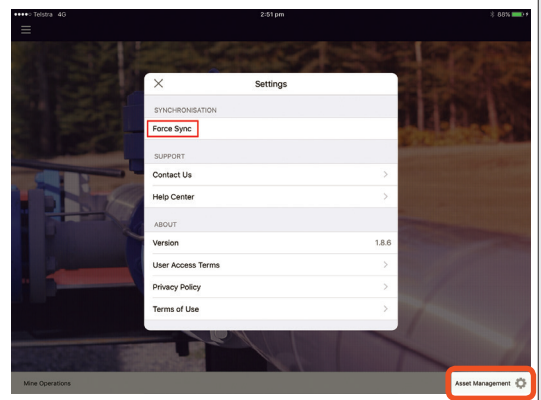 Telstra 4G 2:51 pm 88%
Settings
SYNCHRONISATION
Force Sync
SUPPORT
Contact Us
Help Center
ABOUT
Version 1.8.6
User Access Terms
Privacy Policy
Terms of Use
Mine Operations Asset Management